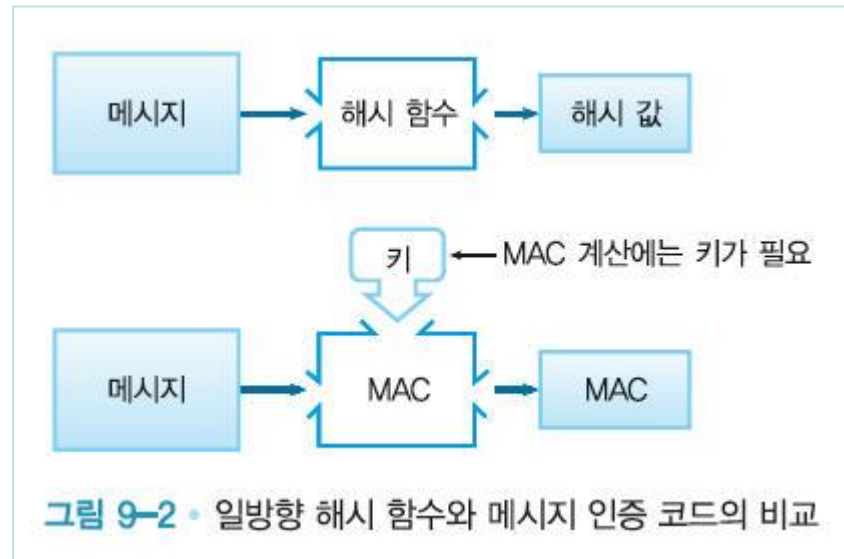 메시지
해시 함수
해시 값
키
MAC 계산에는 키가 필요
메시지
MAC
MAC
그림 9-2 • 일방향 해시 함수와 메시지 인증 코드의 비교